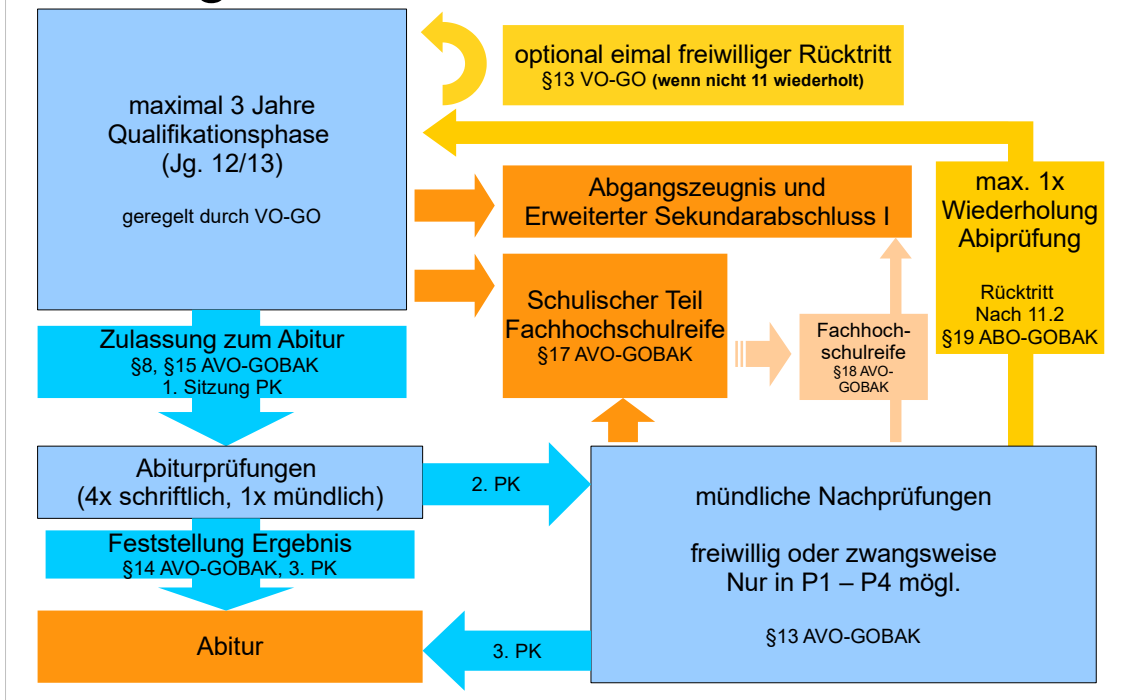 maximal 3 Jahre
Qualifikationsphase
(Jg. 12/13)
geregelt durch VO-GO
optional eimal freiwilliger Rücktritt
§13 VO-GO (wenn nicht 11 wiederholt)
Abgangszeugnis und
Erweiterter Sekundarabschluss I
max. 1x
Wiederholung
Abiprüfung
Rücktritt
Nach 11.2
§19 ABO-GOBAK
Schulischer Teil
Fachhochschulreife
§17 AVO-GOBAK
Fachhoch-
schulreife
§18 AVO-
GOBAK
Zulassung zum Abitur
§8, §15 AVO-GOBAK
1. Sitzung PK
Abiturprüfungen
(4x schriftlich, 1x mündlich)
2. PK
mündliche Nachprüfungen
freiwillig oder zwangsweise
Nur in P1 – P4 mögl.
§13 AVO-GOBAK
Feststellung Ergebnis
§14 AVO-GOBAK, 3. PK
Abitur
3. PK